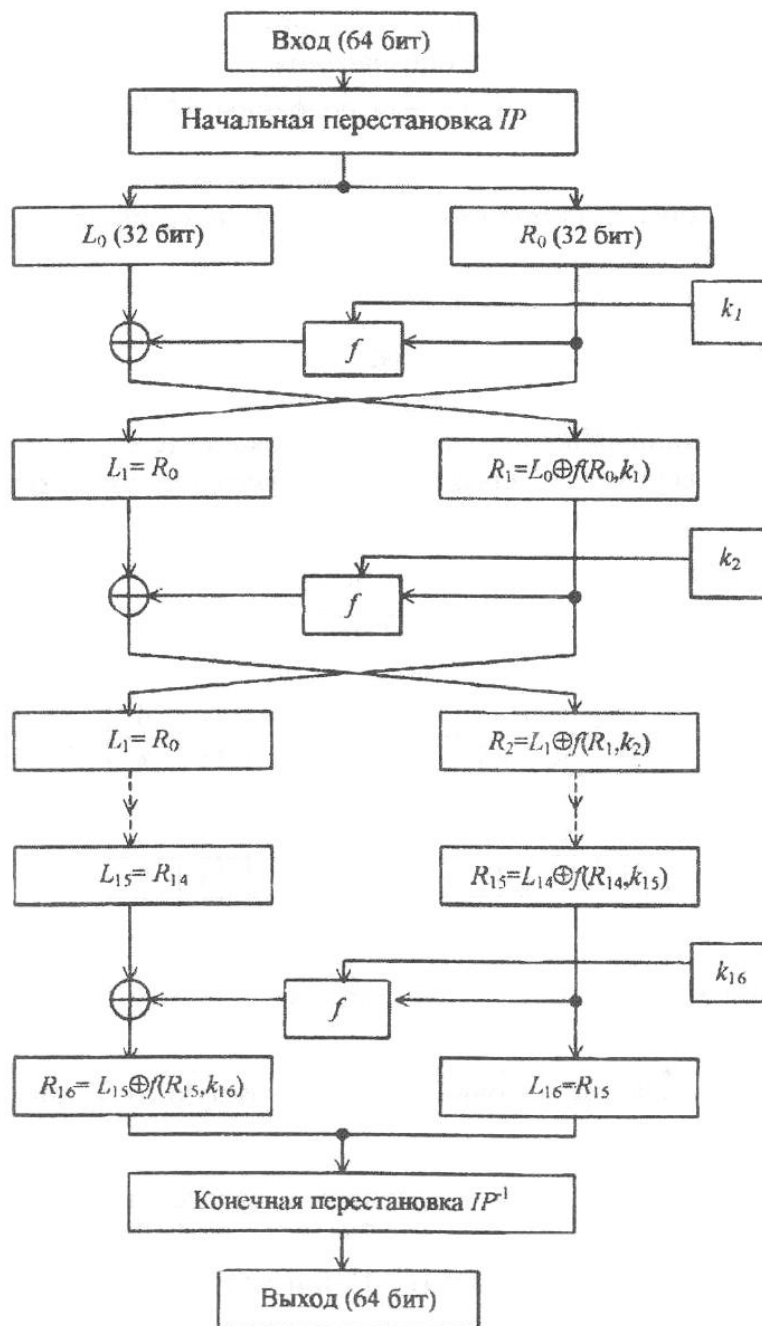 Вход (64 бит)
Начальная перестановка IP
L₀ (32 бит)
R₀ (32 бит)
k₁
f
L₁= R₀
R₁=L₀⊕f(R₀,k₁)
k₂
f
L₁= R₀
R₂=L₁⊕f(R₁,k₂)
L₁₅= R₁₄
R₁₅=L₁₄⊕f(R₁₄,k₁₅)
k₁₆
f
R₁₆= L₁₅⊕f(R₁₅,k₁₆)
L₁₆=R₁₅
Конечная перестановка IP⁻¹
Выход (64 бит)